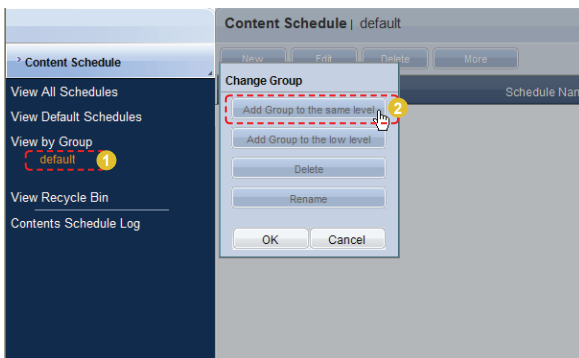 Content Schedule | default
> Content Schedule
New Edit Delete More
Change Group
View All Schedules
Schedule Nan
Add Group to the same level 2
View Default Schedules
View by Group
Add Group to the low level
default 1
Delete
View Recycle Bin
Rename
Contents Schedule Log
OK Cancel